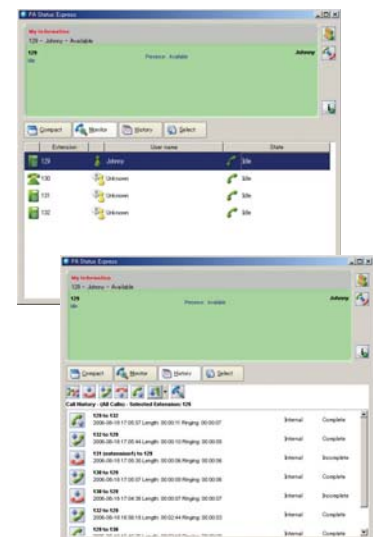 PA Status Express
My Information
129 - Johnny - Available
129
Johnny
Idle
Presence: Available
Compact
Monitor
History
Select
Extension
User name
State
129
Johnny
Idle
130
Unknown
Idle
131
Unknown
Idle
132
Unknown
Idle
PA Status Express
My Information
129 - Johnny - Available
129
Johnny
Idle
Presence: Available
Compact
Monitor
History
Select
Call History - (All Calls) - Selected Extension: 129
129 to 132
Internal
Complete
132 to 129
Internal
Complete
131 (extension1) to 129
Internal
Incomplete
130 to 129
Internal
Complete
130 to 129
Internal
Incomplete
132 to 129
Internal
Complete
129 to 130
Internal
Complete